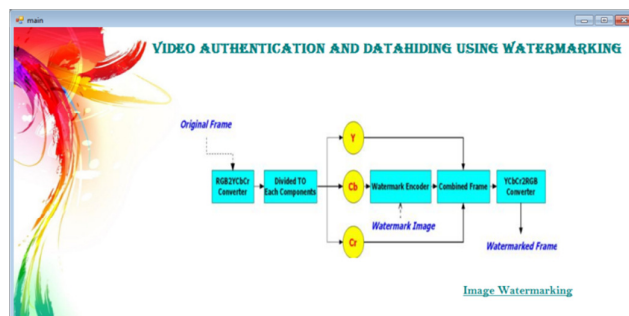 main
VIDEO AUTHENTICATION AND DATAHIDING USING WATERMARKING
Original Frame
Y
RGB2YCbCr
Converter
Divided TO
Each Components
Cb
Watermark Encoder
Combined Frame
YCbCr2RGB
Converter
Watermark Image
Cr
Watermarked Frame
Image Watermarking